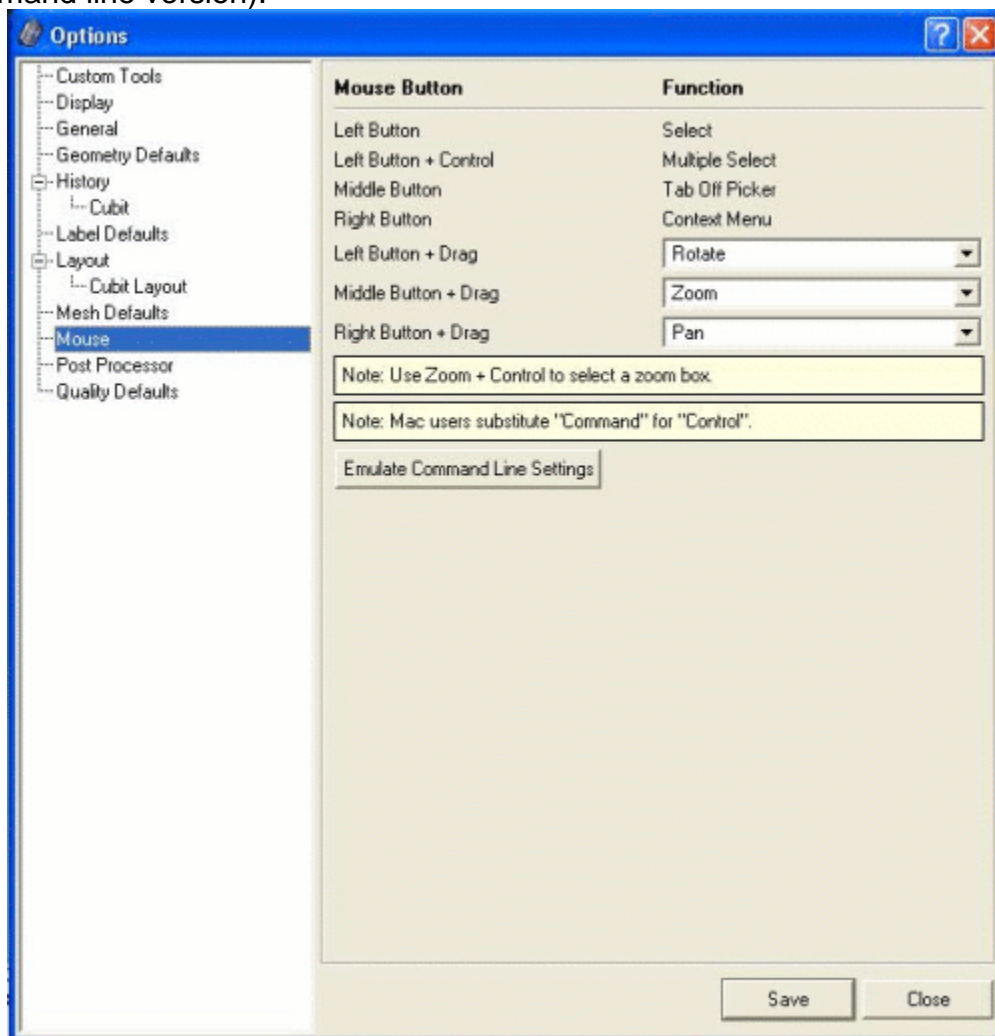 mand line version).
Options
Custom Tools
Display
General
Geometry Defaults
History
Cubit
Label Defaults
Layout
Cubit Layout
Mesh Defaults
Mouse
Post Processor
Quality Defaults
Mouse Button Function
Left Button Select
Left Button + Control Multiple Select
Middle Button Tab Off Picker
Right Button Context Menu
Left Button + Drag Rotate
Middle Button + Drag Zoom
Right Button + Drag Pan
Note: Use Zoom + Control to select a zoom box.
Note: Mac users substitute "Command" for "Control".
Emulate Command Line Settings
Save Close